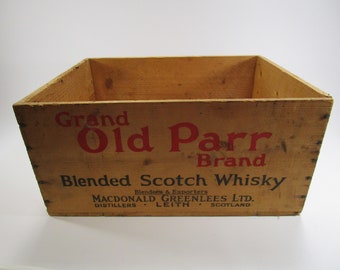 Grand
Old Parr
Brand
Blended Scotch Whisky
Blenders & Exporters
MACDONALD GREENLEES LTD.
DISTILLERS • LEITH • SCOTLAND